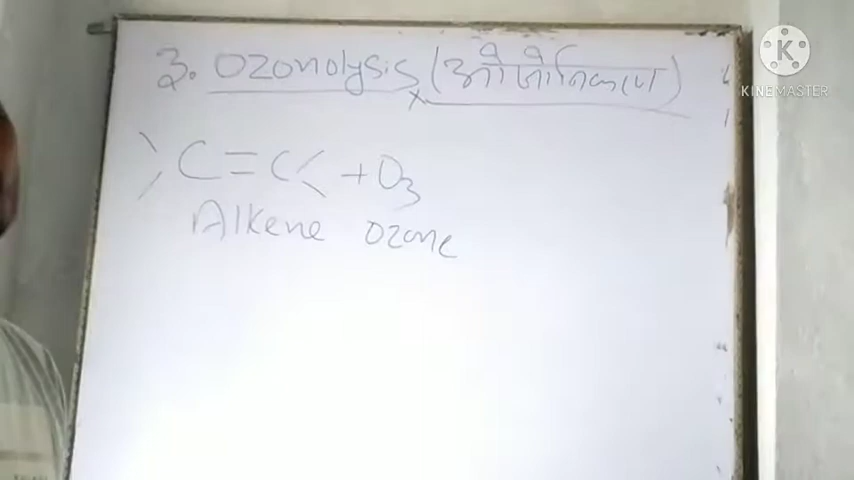 3. Ozonolysis (ओजोनिकरण)
>C=C< + O3
Alkene ozone
K
KINEMASTER